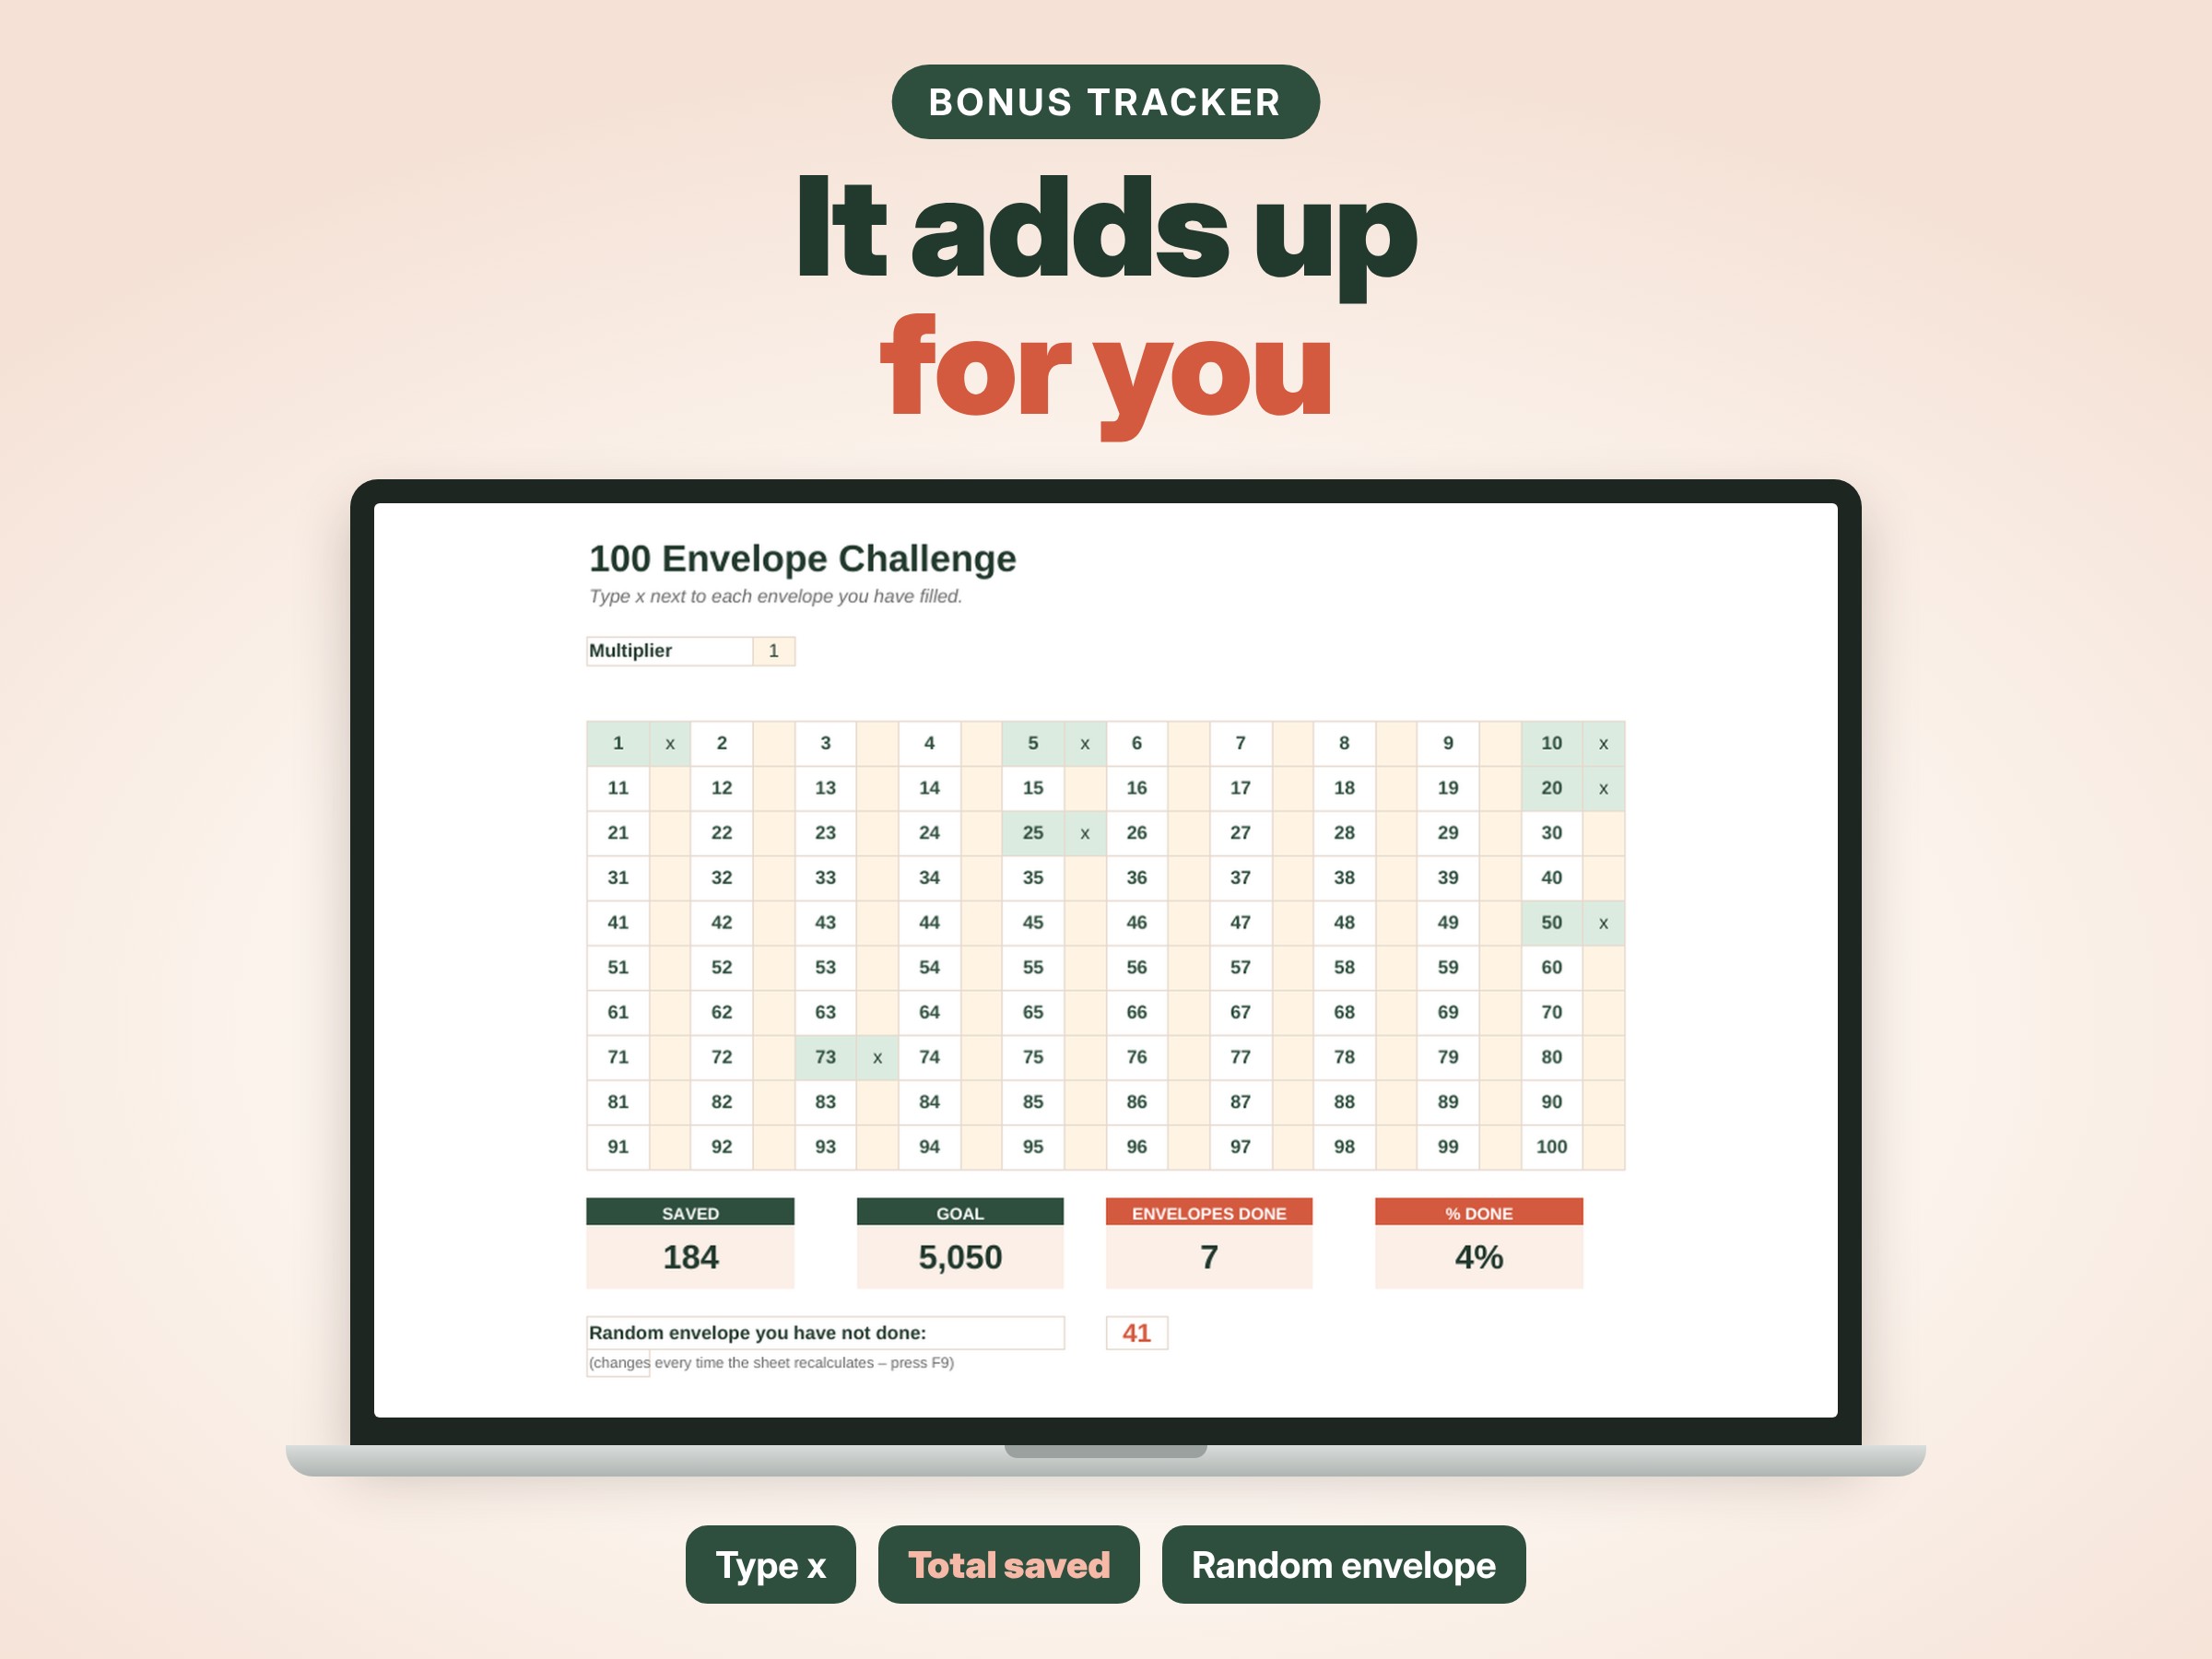 BONUS TRACKER
It adds up
for you
100 Envelope Challenge
Type x next to each envelope you have filled.
Multiplier 1
1 x 2 3 4 5 x 6 7 8 9 10 x
11 12 13 14 15 16 17 18 19 20 x
21 22 23 24 25 x 26 27 28 29 30
31 32 33 34 35 36 37 38 39 40
41 42 43 44 45 46 47 48 49 50 x
51 52 53 54 55 56 57 58 59 60
61 62 63 64 65 66 67 68 69 70
71 72 73 x 74 75 76 77 78 79 80
81 82 83 84 85 86 87 88 89 90
91 92 93 94 95 96 97 98 99 100
SAVED GOAL ENVELOPES DONE % DONE
184 5,050 7 4%
Random envelope you have not done: 41
(changes every time the sheet recalculates – press F9)
Type x Total saved Random envelope